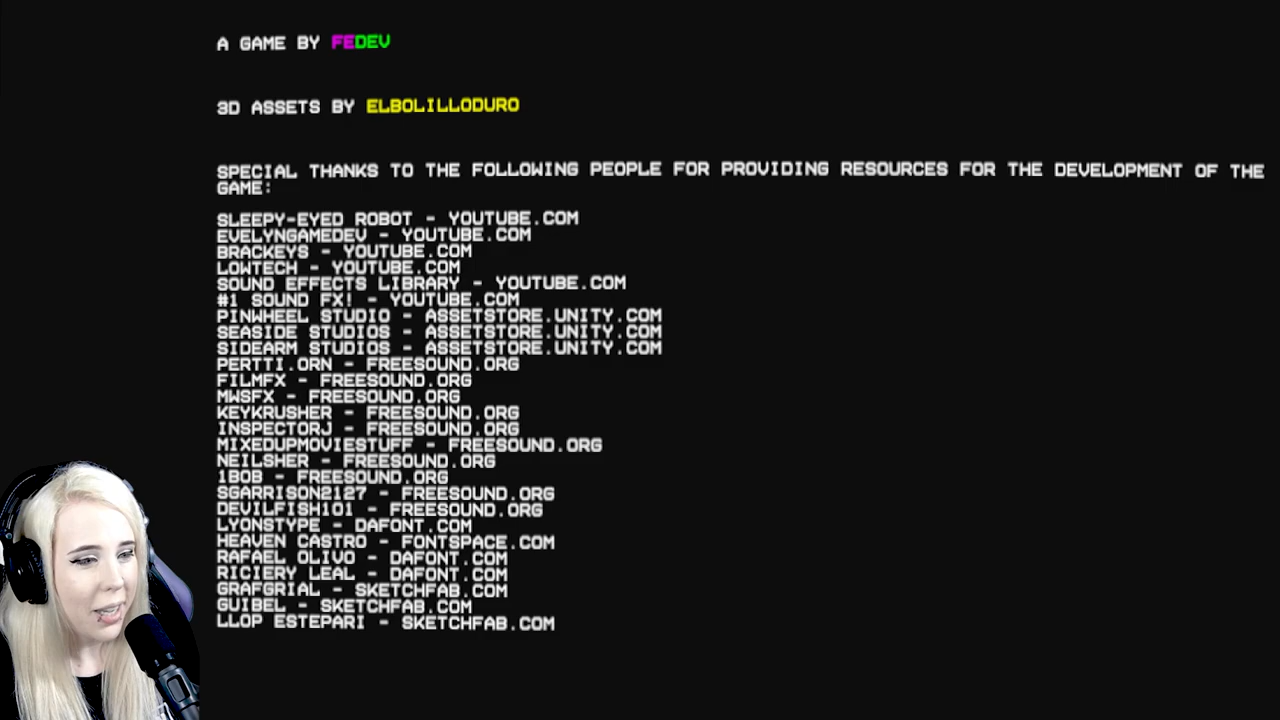 A GAME BY FEDEV
3D ASSETS BY ELBOLILLODURO
SPECIAL THANKS TO THE FOLLOWING PEOPLE FOR PROVIDING RESOURCES FOR THE DEVELOPMENT OF THE
GAME:
SLEEPY-EYED ROBOT - YOUTUBE.COM
EVELYNGAMEDEV - YOUTUBE.COM
BRACKEYS - YOUTUBE.COM
LOWTECH - YOUTUBE.COM
SOUND EFFECTS LIBRARY - YOUTUBE.COM
#1 SOUND FX! - YOUTUBE.COM
PINWHEEL STUDIO - ASSETSTORE.UNITY.COM
SEASIDE STUDIOS - ASSETSTORE.UNITY.COM
SIDEARM STUDIOS - ASSETSTORE.UNITY.COM
PERTTI.ORN - FREESOUND.ORG
FILMFX - FREESOUND.ORG
MWSFX - FREESOUND.ORG
KEYKRUSHER - FREESOUND.ORG
INSPECTORJ - FREESOUND.ORG
MIXEDUPMOVIESTUFF - FREESOUND.ORG
NEILSHER - FREESOUND.ORG
1BOB - FREESOUND.ORG
SGARRISON2127 - FREESOUND.ORG
DEVILFISH101 - FREESOUND.ORG
LYONSTYPE - DAFONT.COM
HEAVEN CASTRO - FONTSPACE.COM
RAFAEL OLIVO - DAFONT.COM
RICIERY LEAL - DAFONT.COM
GRAFGRIAL - SKETCHFAB.COM
GUIBEL - SKETCHFAB.COM
LLOP ESTEPARI - SKETCHFAB.COM